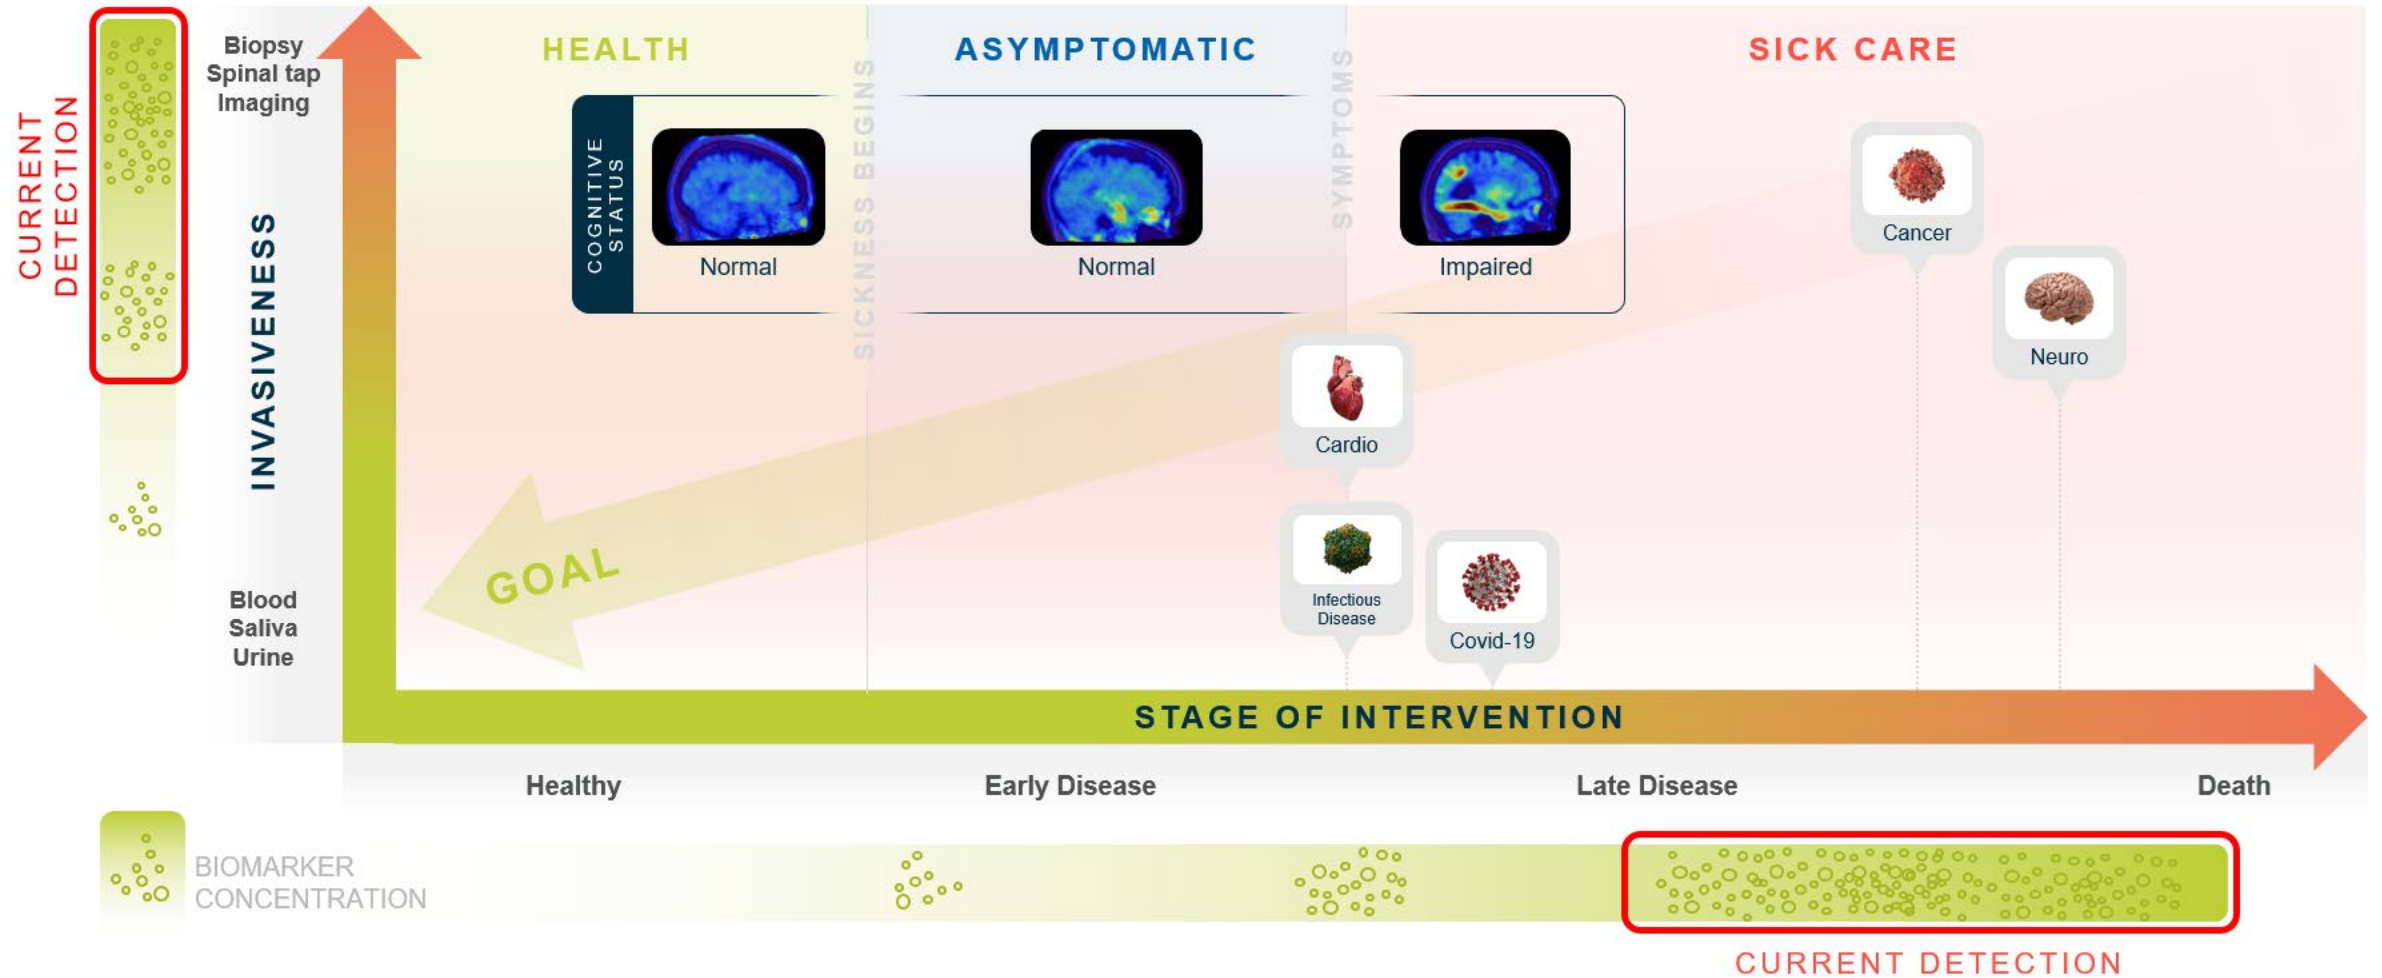 CURRENT
DETECTION
Biopsy
Spinal tap
Imaging
INVASIVENESS
Blood
Saliva
Urine
HEALTH
ASYMPTOMATIC
SICK CARE
SICKNESS BEGINS
SYMPTOMS
COGNITIVE
STATUS
Normal
Normal
Impaired
Cancer
Neuro
Cardio
Infectious
Disease
Covid-19
GOAL
STAGE OF INTERVENTION
Healthy
Early Disease
Late Disease
Death
BIOMARKER
CONCENTRATION
CURRENT DETECTION